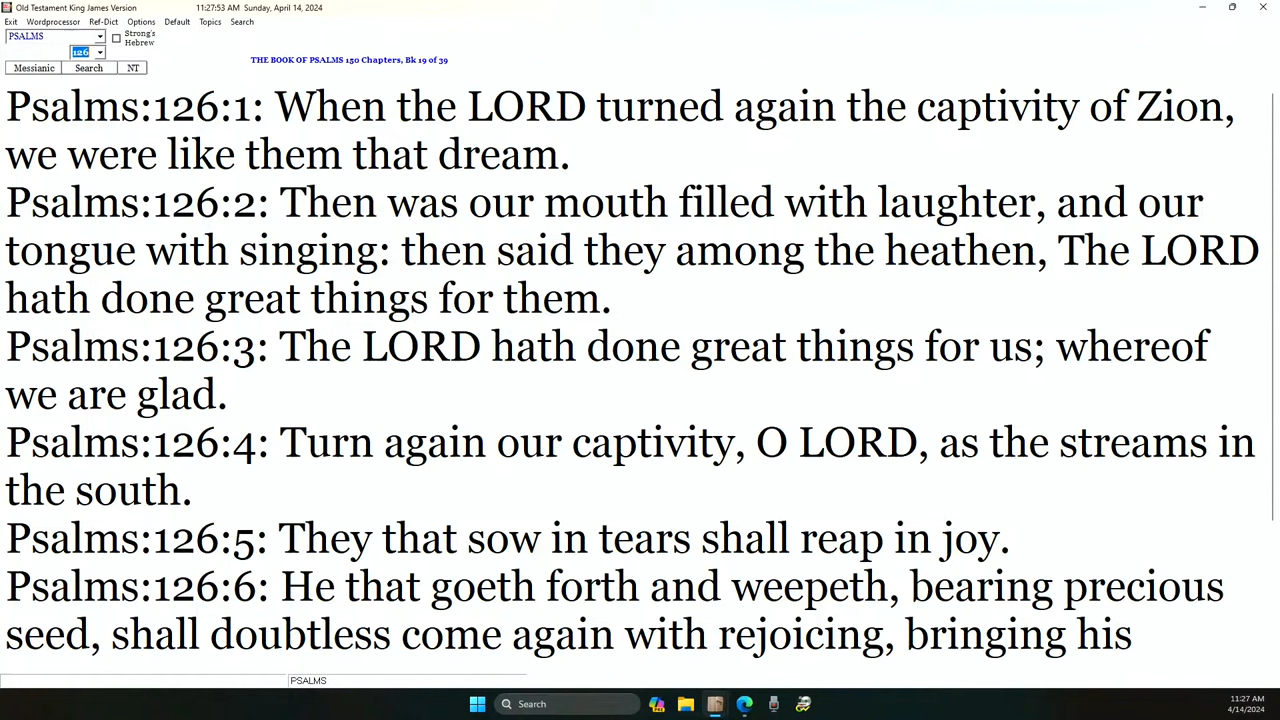 Old Testament King James Version 11:27:53 AM Sunday, April 14, 2024
Exit Wordprocessor Ref-Dict Options Default Topics Search
PSALMS
Strong's
Hebrew
126
THE BOOK OF PSALMS 150 Chapters, Bk 19 of 39
Messianic Search NT
Psalms:126:1: When the LORD turned again the captivity of Zion,
we were like them that dream.
Psalms:126:2: Then was our mouth filled with laughter, and our
tongue with singing: then said they among the heathen, The LORD
hath done great things for them.
Psalms:126:3: The LORD hath done great things for us; whereof
we are glad.
Psalms:126:4: Turn again our captivity, O LORD, as the streams in
the south.
Psalms:126:5: They that sow in tears shall reap in joy.
Psalms:126:6: He that goeth forth and weepeth, bearing precious
seed, shall doubtless come again with rejoicing, bringing his
PSALMS
Search
11:27 AM
4/14/2024